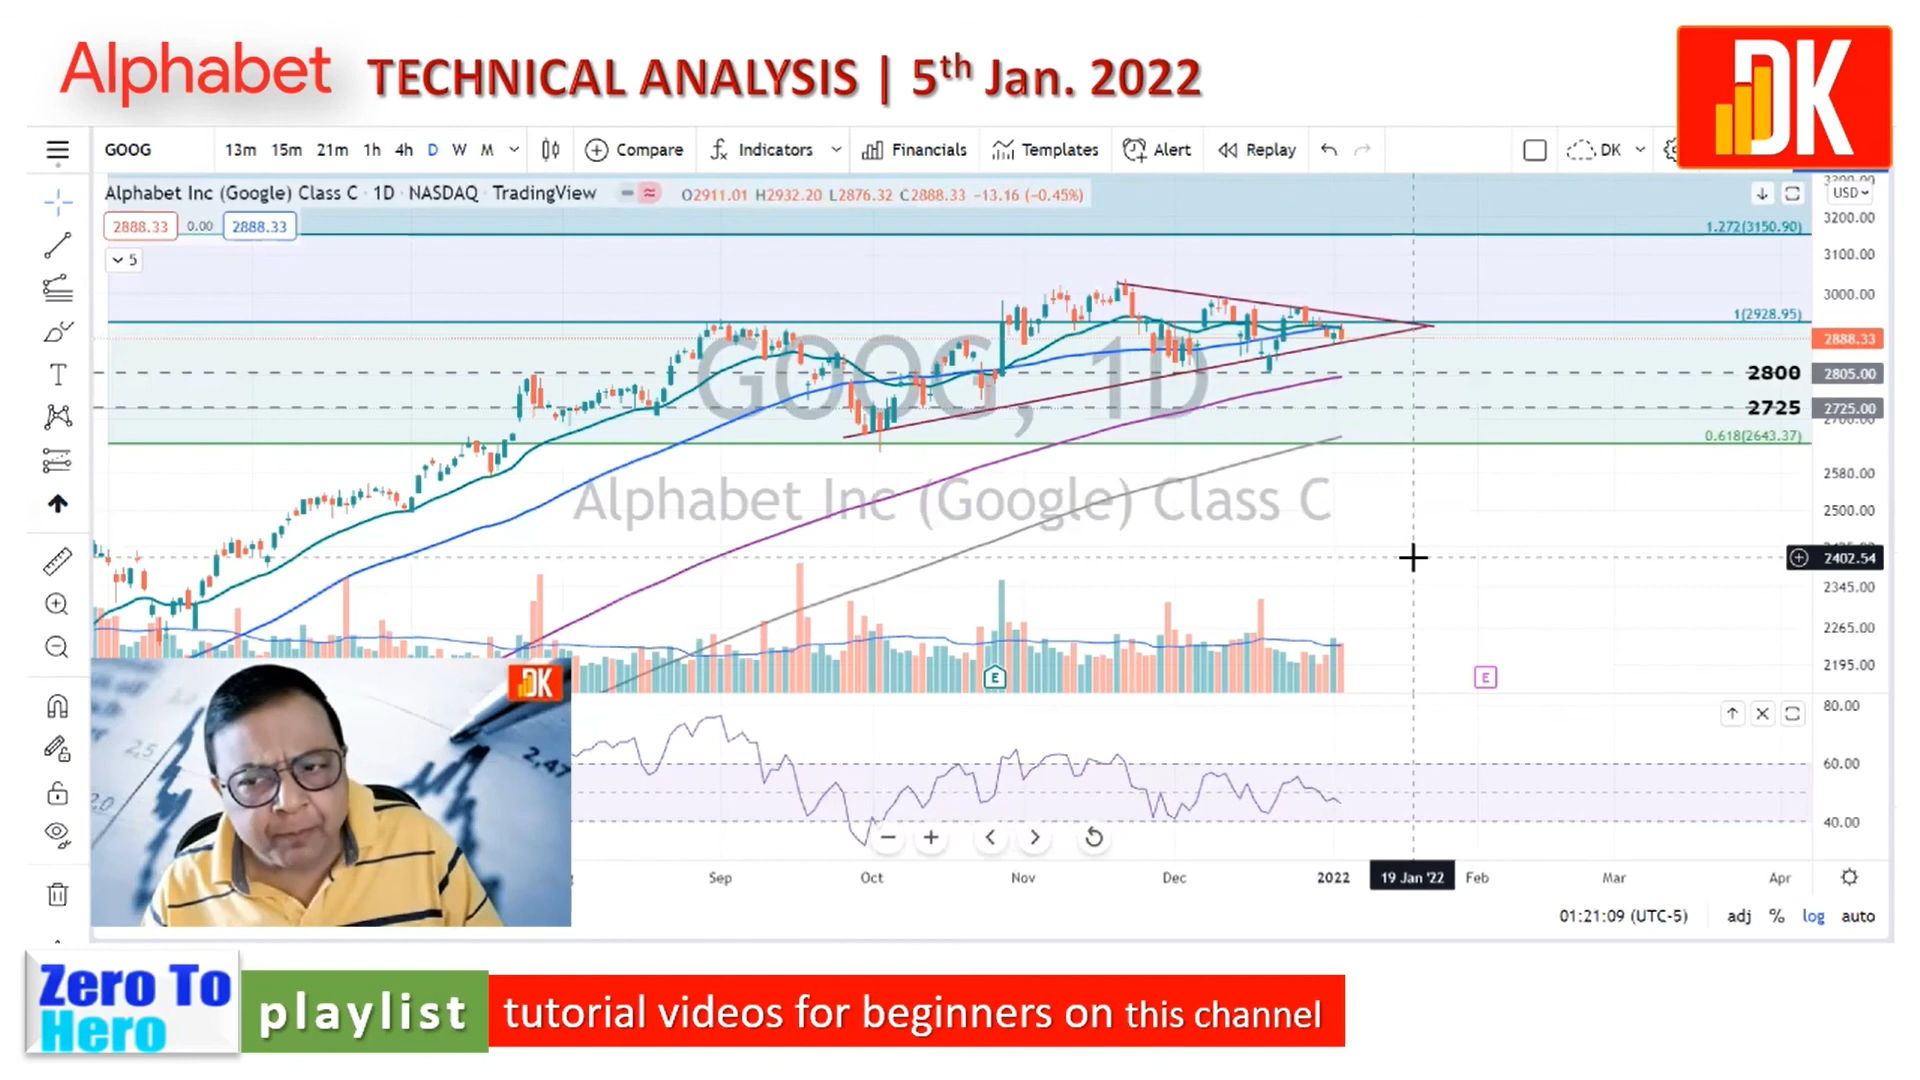 Alphabet TECHNICAL ANALYSIS | 5th Jan. 2022
DK
GOOG 13m 15m 21m 1h 4h D W M Compare Indicators Financials Templates Alert Replay DK
Alphabet Inc (Google) Class C · 1D · NASDAQ · TradingView O2911.01 H2932.20 L2876.32 C2888.33 −13.16 (−0.45%)
USD
2888.33 0.00 2888.33
3200.00
1.272(3150.90)
5
3100.00
3000.00
1(2928.95)
2888.33
GOOG, 1D
2800 2805.00
2725 2725.00
0.618(2643.37)
2580.00
Alphabet Inc (Google) Class C
2500.00
2402.54
2345.00
2265.00
2195.00
E E
DK
80.00
2,5
2,47
60.00
40.00
Sep Oct Nov Dec 2022 19 Jan '22 Feb Mar Apr
01:21:09 (UTC-5) adj % log auto
Zero To
Hero
playlist
tutorial videos for beginners on this channel